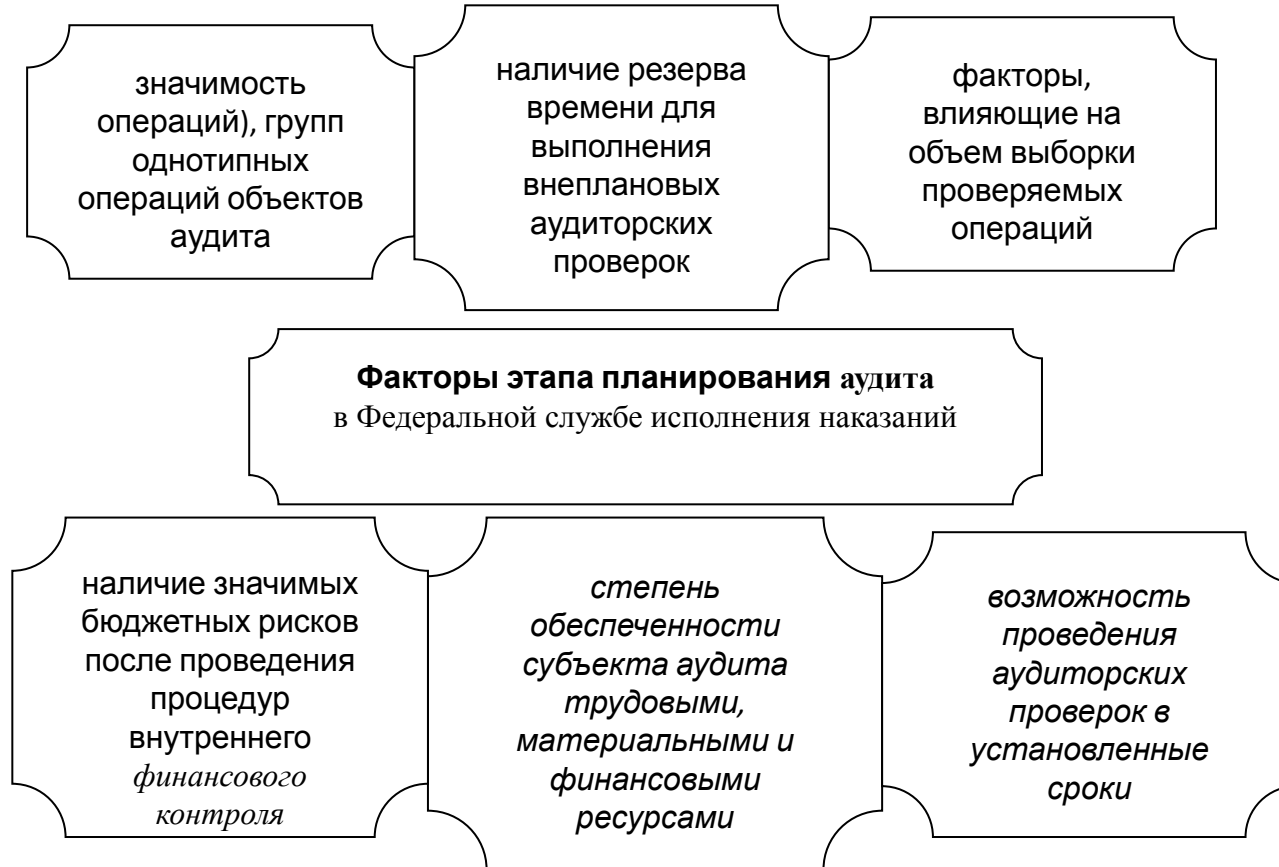 значимость
операций), групп
однотипных
операций объектов
аудита
наличие резерва
времени для
выполнения
внеплановых
аудиторских
проверок
факторы,
влияющие на
объем выборки
проверяемых
операций
Факторы этапа планирования аудита
в Федеральной службе исполнения наказаний
наличие значимых
бюджетных рисков
после проведения
процедур
внутреннего
финансового
контроля
степень
обеспеченности
субъекта аудита
трудовыми,
материальными и
финансовыми
ресурсами
возможность
проведения
аудиторских
проверок в
установленные
сроки